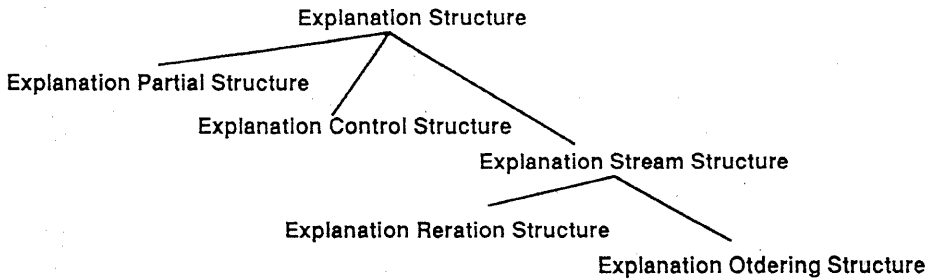 Explanation Structure
Explanation Partial Structure
Explanation Control Structure
Explanation Stream Structure
Explanation Reration Structure
Explanation Otdering Structure